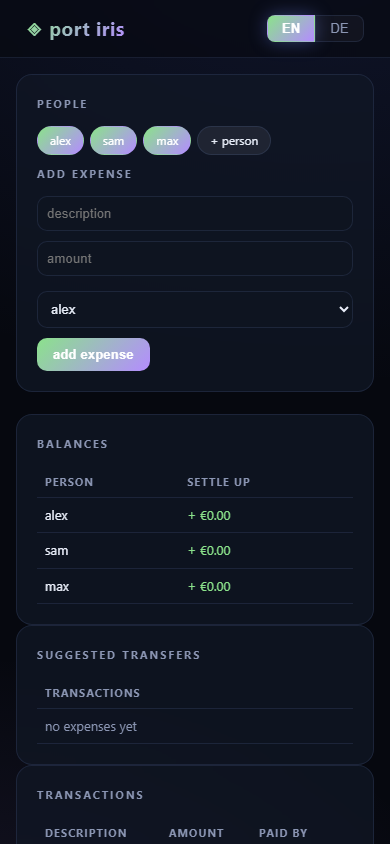 ◈ port iris
EN DE
PEOPLE
alex sam max + person
ADD EXPENSE
description
amount
alex
add expense
BALANCES
PERSON SETTLE UP
alex + €0.00
sam + €0.00
max + €0.00
SUGGESTED TRANSFERS
TRANSACTIONS
no expenses yet
TRANSACTIONS
DESCRIPTION AMOUNT PAID BY